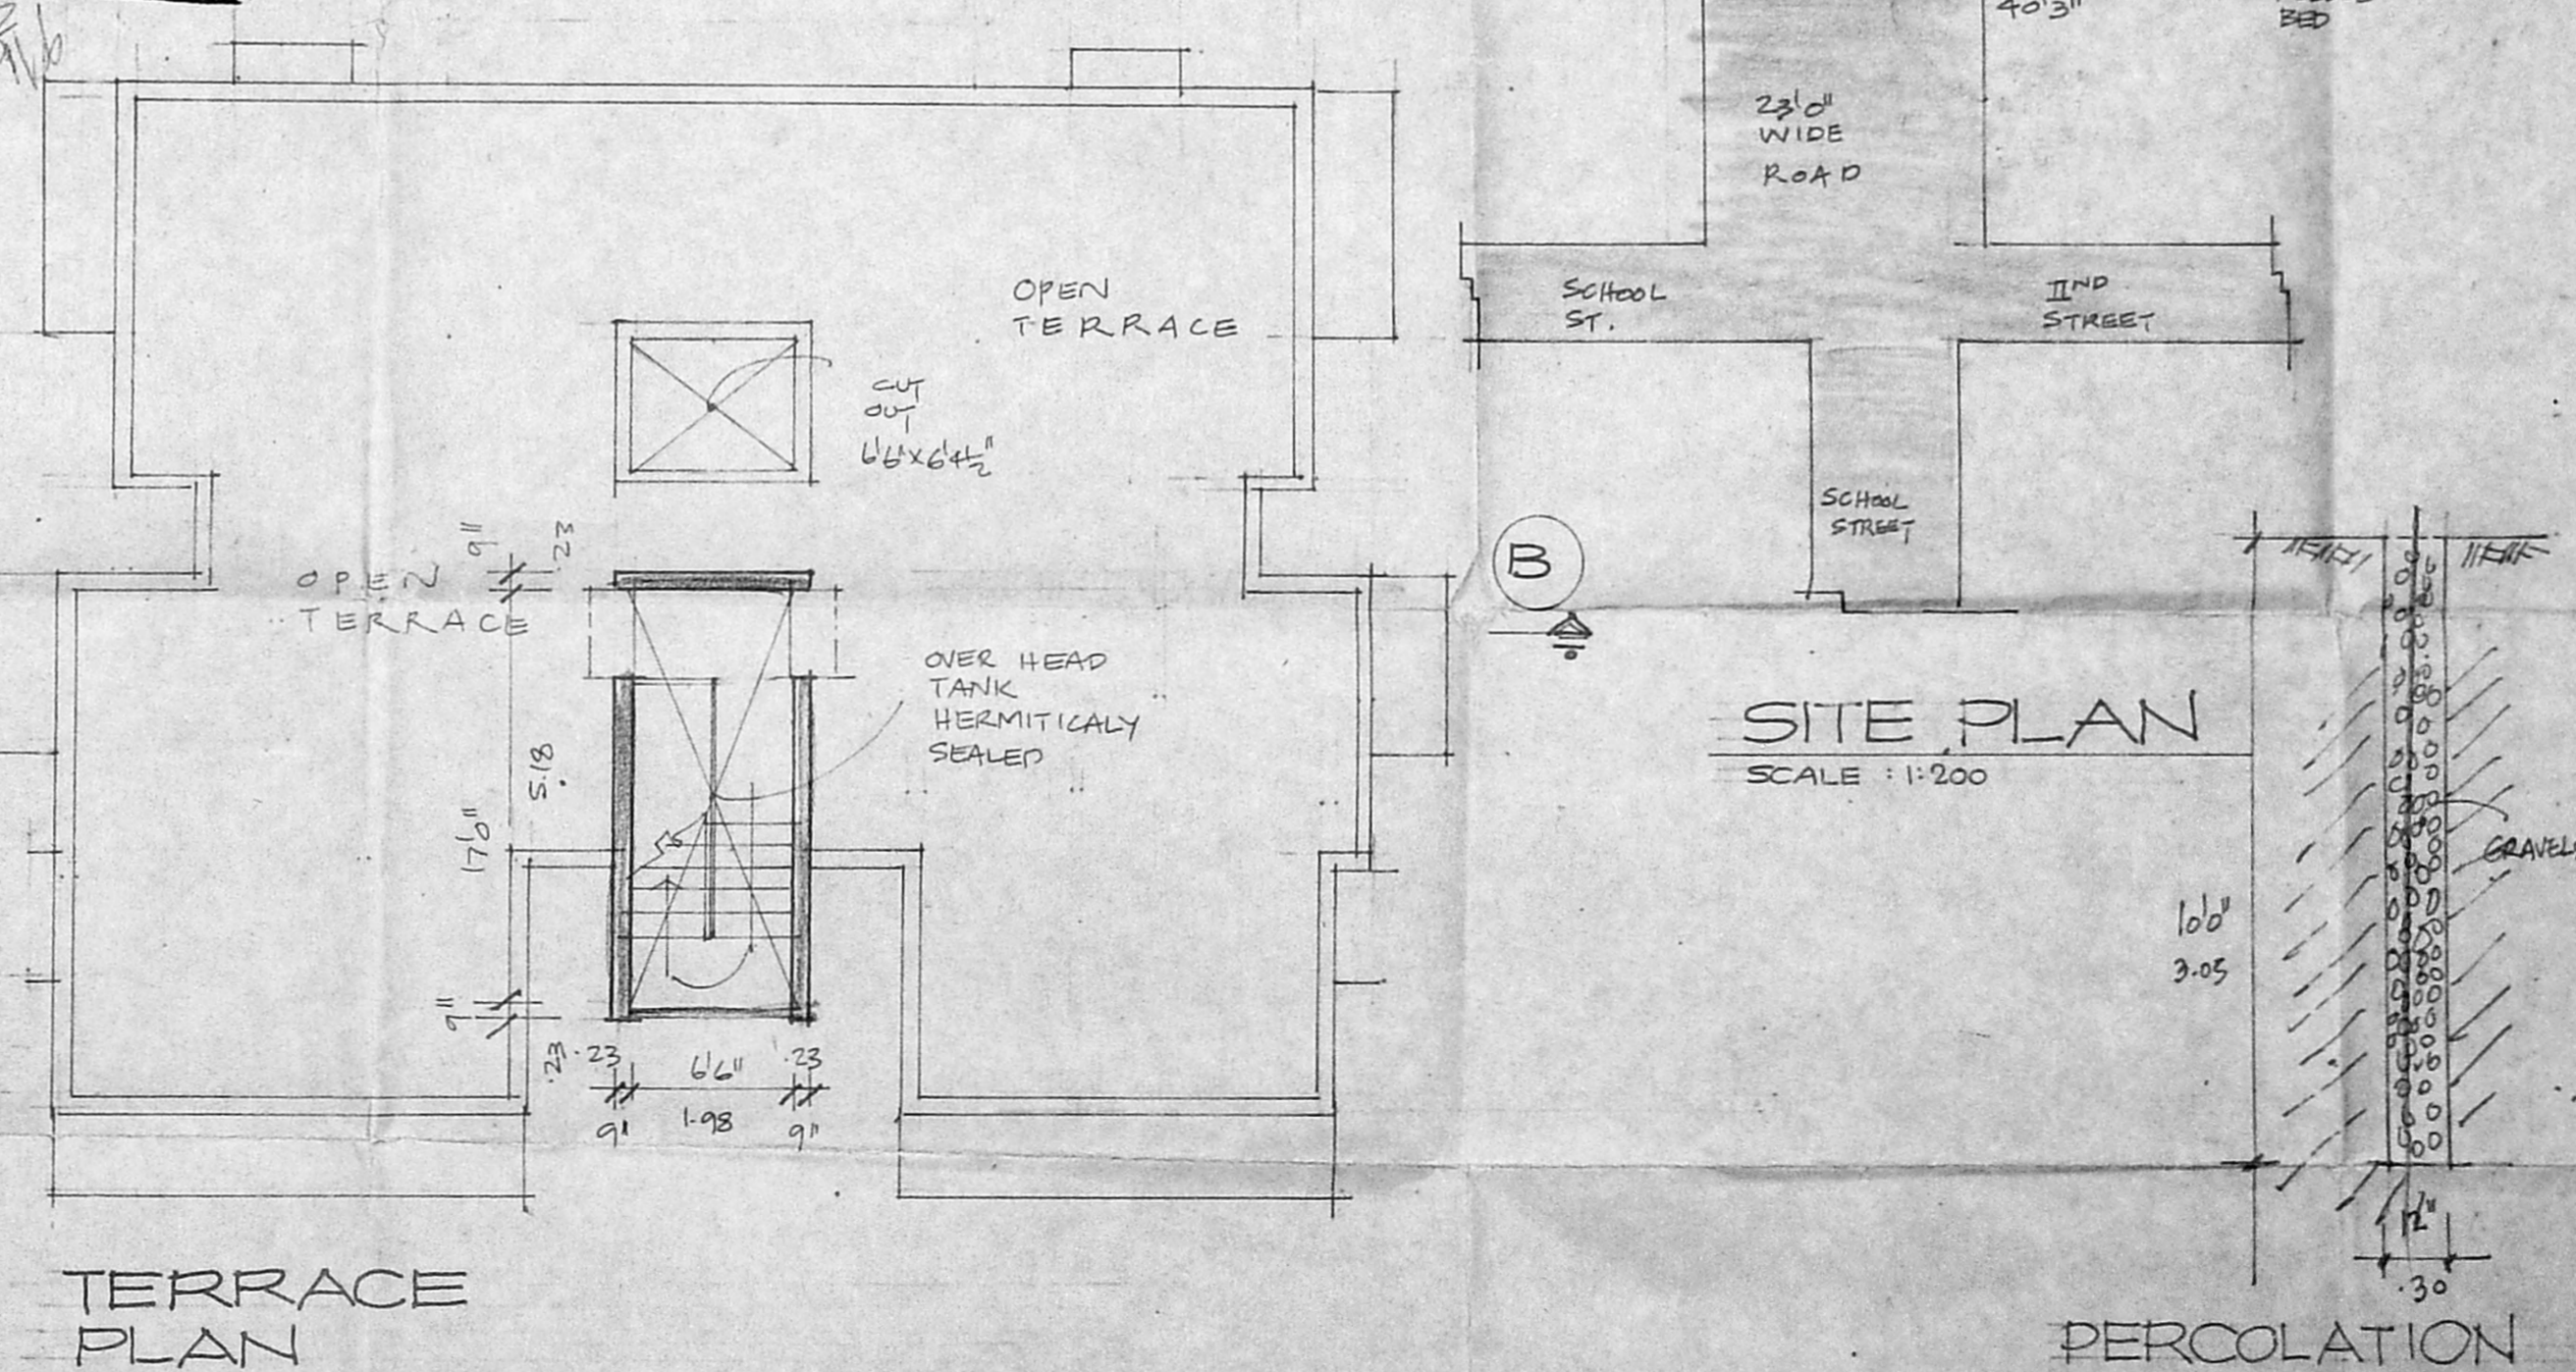 40'3"
BED
23'0"
WIDE
ROAD
OPEN
TERRACE
SCHOOL
ST.
IIND
STREET
CUT
OUT
6'6"X6'4½"
SCHOOL
STREET
9"
.23
OPEN
TERRACE
B
OVER HEAD
TANK
HERMITICALY
SEALED
SITE PLAN
SCALE : 1:200
5.18
17'0"
GRAVEL
10'0"
3.05
9"
.23
.23
6'6"
.23
9"
1.98
9"
12"
.30
TERRACE
PLAN
PERCOLATION